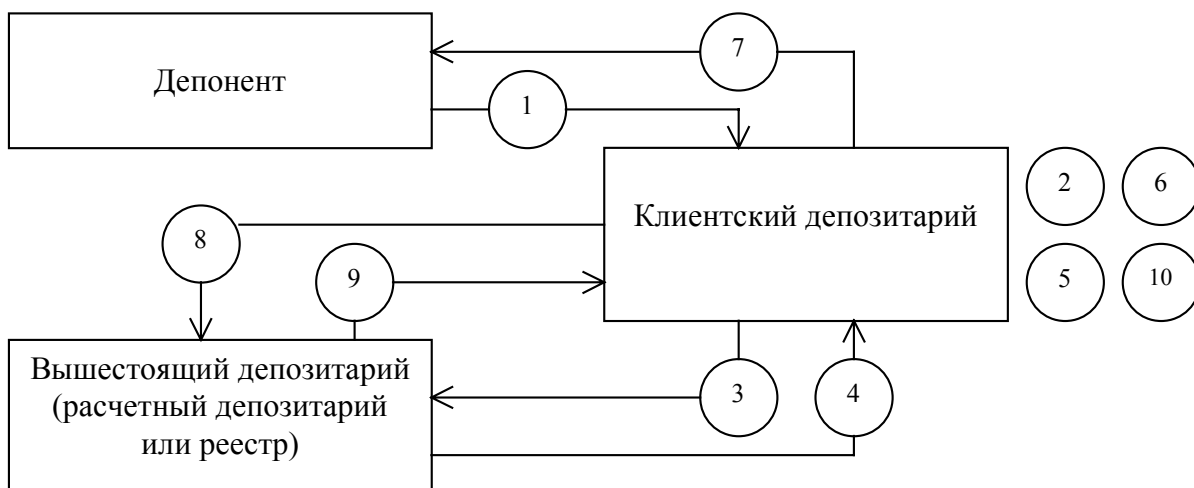 7
Депонент
1
Клиентский депозитарий
2
6
8
9
5
10
Вышестоящий депозитарий
(расчетный депозитарий
или реестр)
3
4